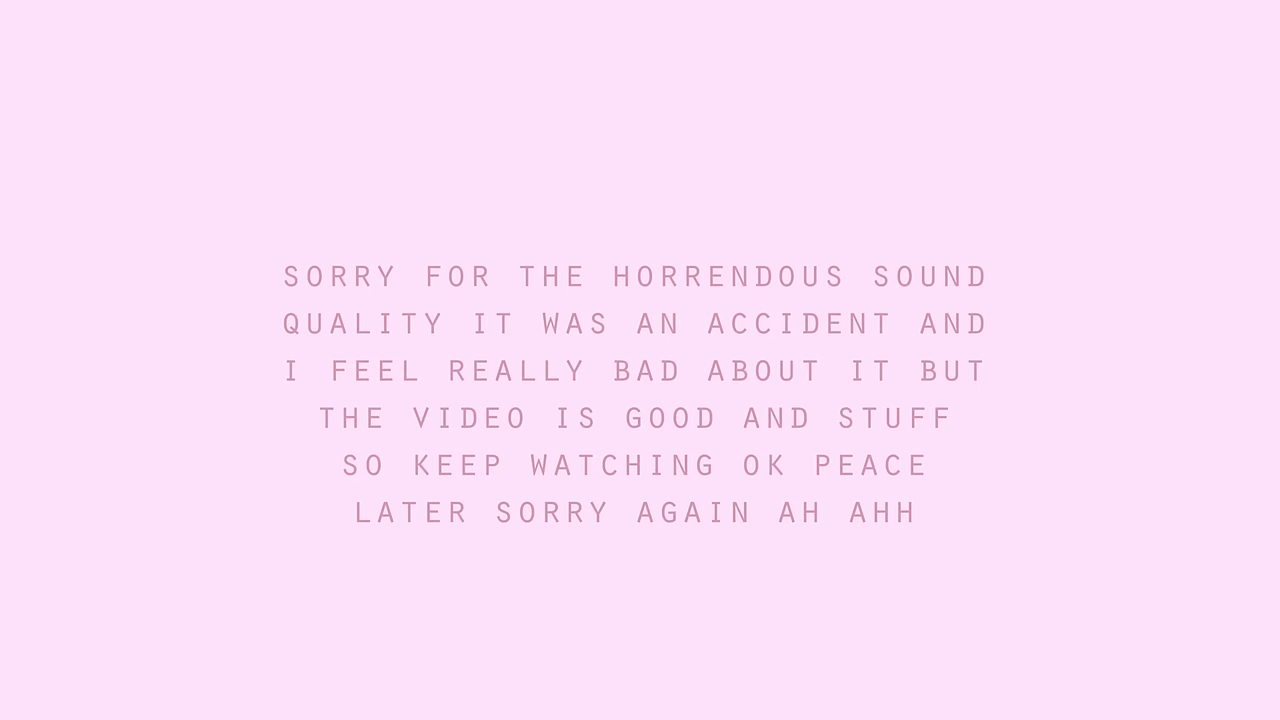 SORRY FOR THE HORRENDOUS SOUND
QUALITY IT WAS AN ACCIDENT AND
I FEEL REALLY BAD ABOUT IT BUT
THE VIDEO IS GOOD AND STUFF
SO KEEP WATCHING OK PEACE
LATER SORRY AGAIN AH AHH